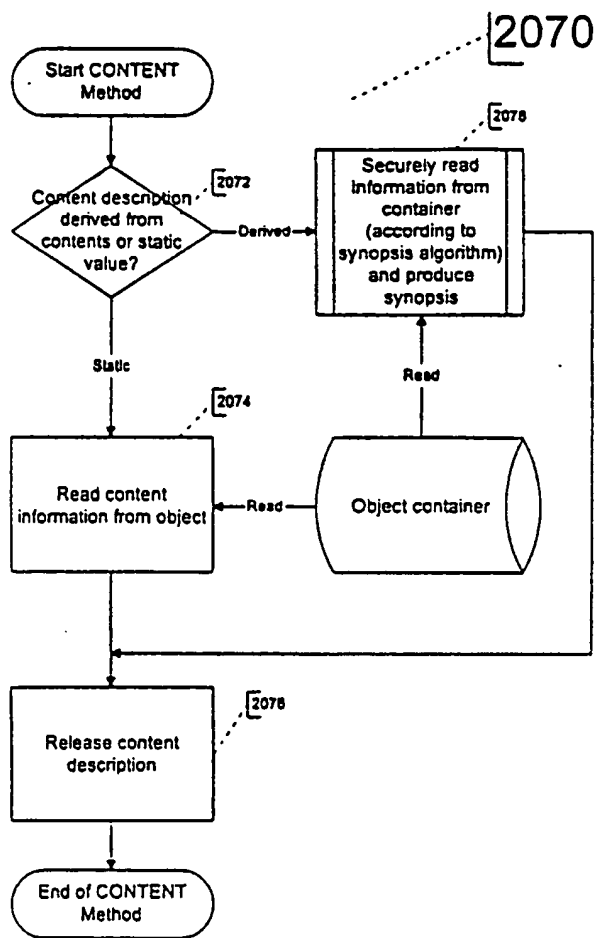 2070
Start CONTENT
Method
2072
Content description
derived from
contents or static
value?
Derived
Securely read
information from
container
(according to
synopsis algorithm)
and produce
synopsis
Static
Read
2074
Read content
information from object
Read
Object container
Release content
description
End of CONTENT
Method